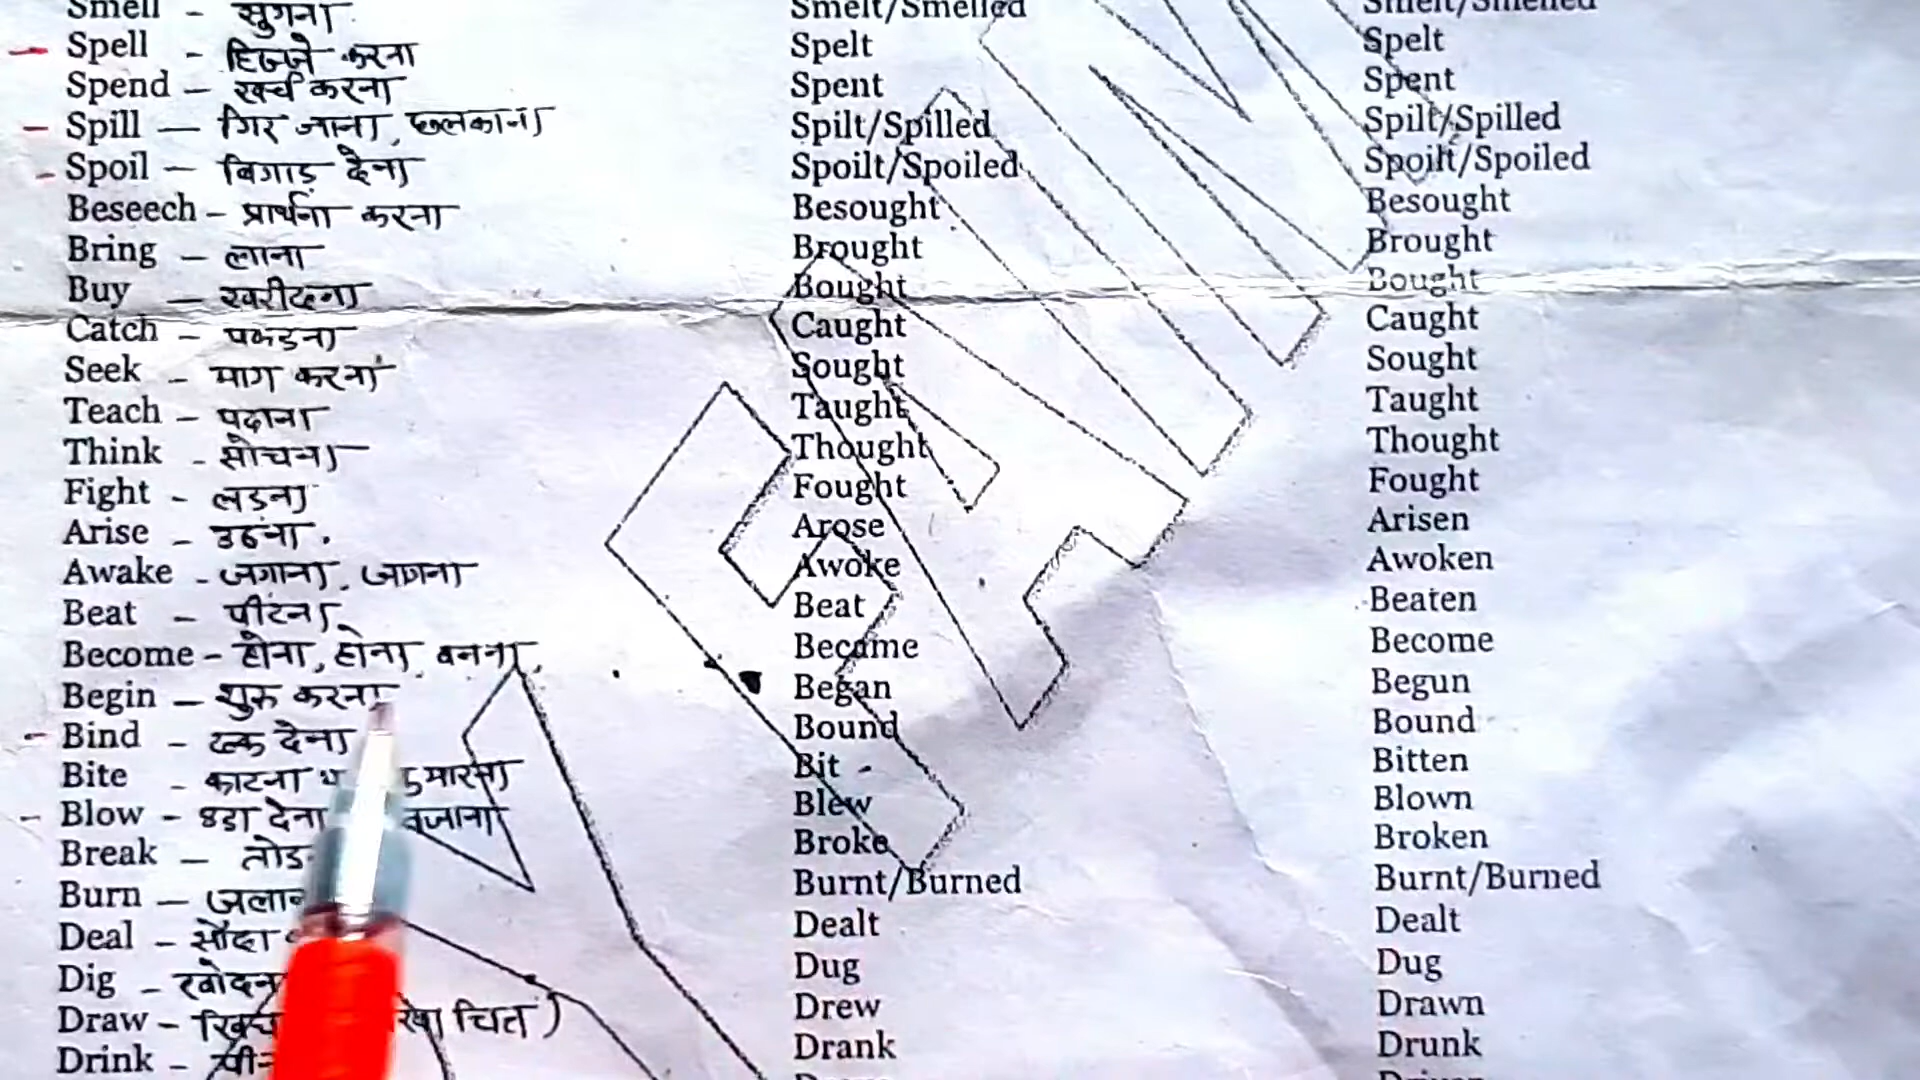 Smell - सुगना Smelt/Smelled Smelt/Smelled
Spell - हिज्जे करना Spelt Spelt
Spend - खर्च करना Spent Spent
Spill - गिर जाना, छलकाना Spilt/Spilled Spilt/Spilled
Spoil - बिगाड़ देना Spoilt/Spoiled Spoilt/Spoiled
Beseech - प्रार्थना करना Besought Besought
Bring - लाना Brought Brought
Buy - खरीदना Bought Bought
Catch - पकडना Caught Caught
Seek - माग करना Sought Sought
Teach - पढाना Taught Taught
Think - सोचना Thought Thought
Fight - लडना Fought Fought
Arise - उठना. Arose Arisen
Awake - जगाना, जागना Awoke Awoken
Beat - पीटना Beat Beaten
Become - होना, होना, बनना, Became Become
Begin - शुरु करना Began Begun
Bind - देना Bound Bound
Bite - काटना Bit - Bitten
Blow - देना Blew Blown
Break - Broke Broken
Burn - Burnt/Burned Burnt/Burned
Deal - सौदा Dealt Dealt
Dig - Dug Dug
Draw - चित्र) Drew Drawn
Drink - Drank Drunk